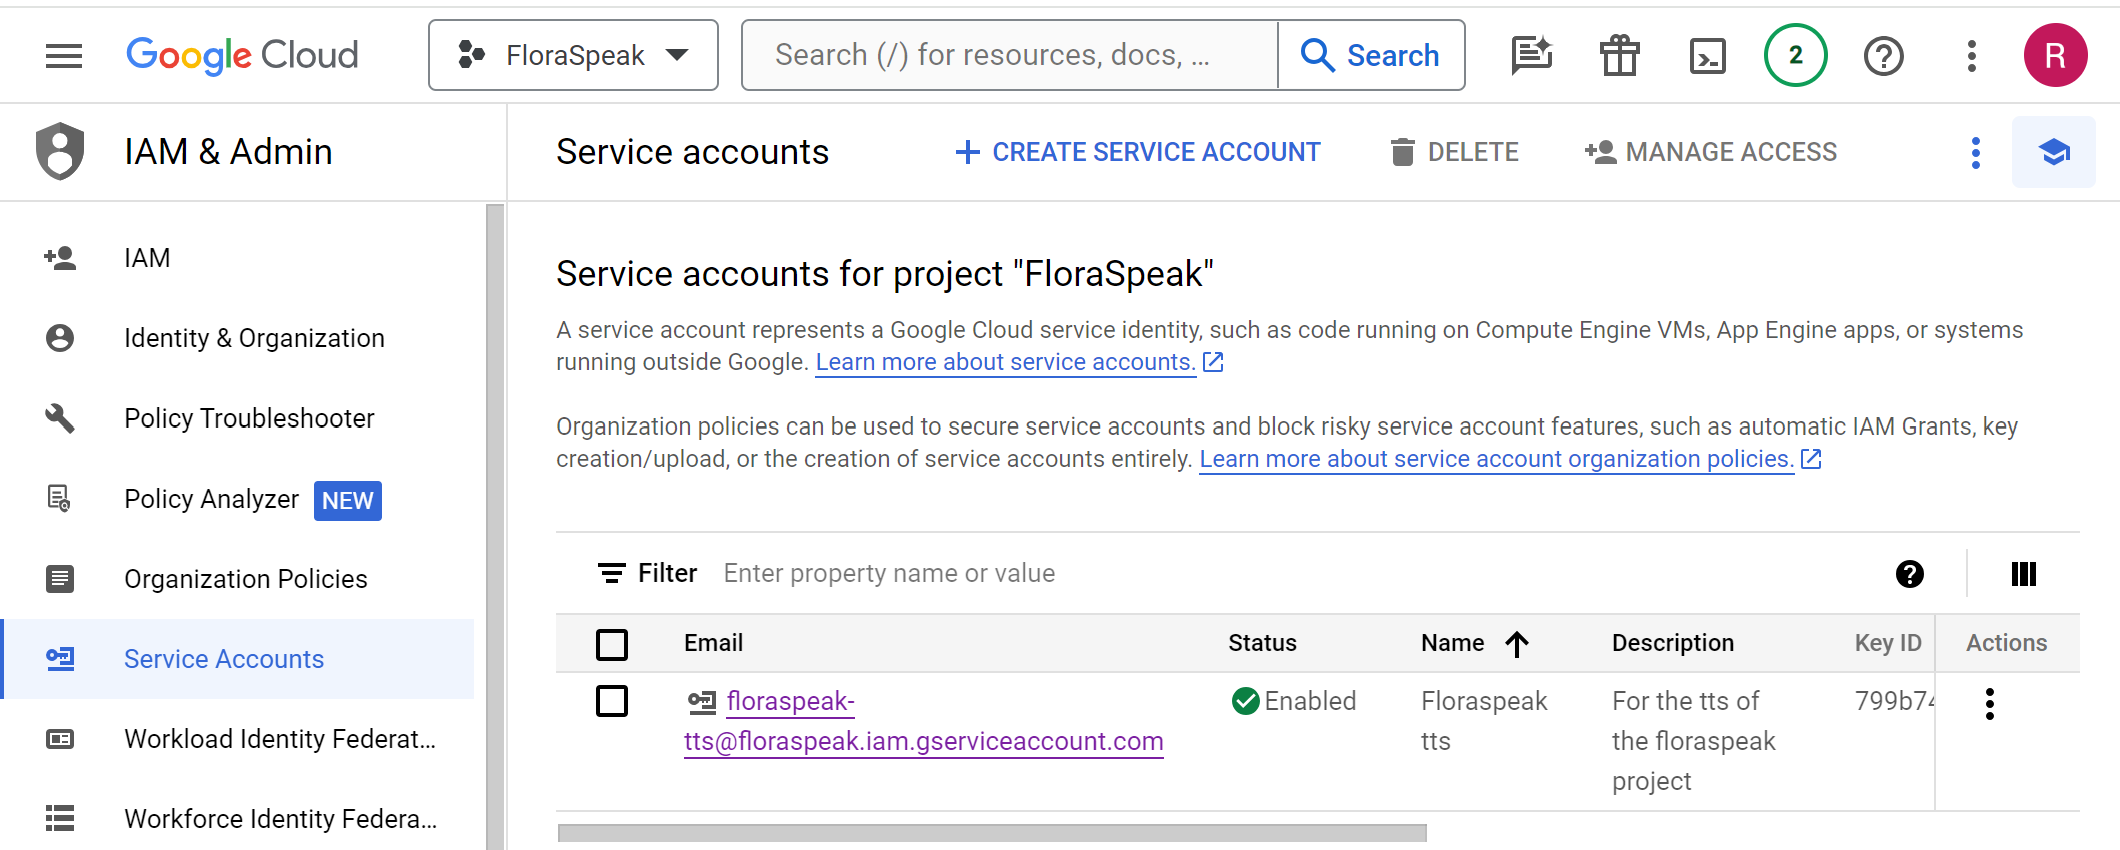 Google Cloud
FloraSpeak
Search (/) for resources, docs, ...
Search
2
R
IAM & Admin
IAM
Identity & Organization
Policy Troubleshooter
Policy Analyzer NEW
Organization Policies
Service Accounts
Workload Identity Federat...
Workforce Identity Federa...
Service accounts
CREATE SERVICE ACCOUNT
DELETE
MANAGE ACCESS
Service accounts for project "FloraSpeak"
A service account represents a Google Cloud service identity, such as code running on Compute Engine VMs, App Engine apps, or systems
running outside Google. Learn more about service accounts.
Organization policies can be used to secure service accounts and block risky service account features, such as automatic IAM Grants, key
creation/upload, or the creation of service accounts entirely. Learn more about service account organization policies.
Filter Enter property name or value
Email Status Name Description Key ID Actions
floraspeak- Enabled Floraspeak For the tts of 799b74
tts@floraspeak.iam.gserviceaccount.com tts the floraspeak
project